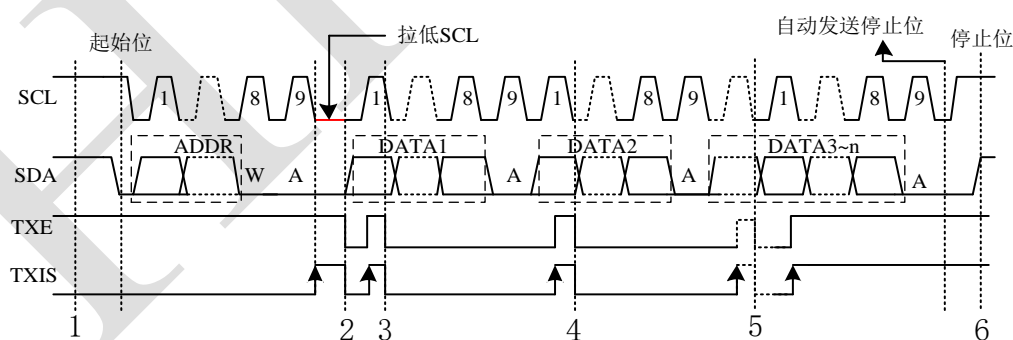 起始位 拉低SCL 自动发送停止位 停止位
SCL 1 8 9 1 8 9 1 8 9 1 8 9
SDA ADDR W A DATA1 A DATA2 A DATA3~n A
TXE
TXIS
1 2 3 4 5 6